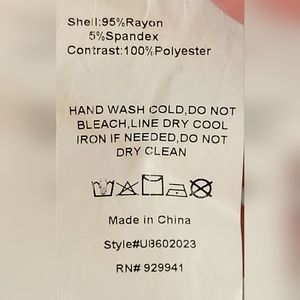 Shell:95%Rayon
5%Spandex
Contrast:100%Polyester
HAND WASH COLD,DO NOT
BLEACH,LINE DRY COOL
IRON IF NEEDED,DO NOT
DRY CLEAN
Made in China
Style#UB602023
RN# 929941